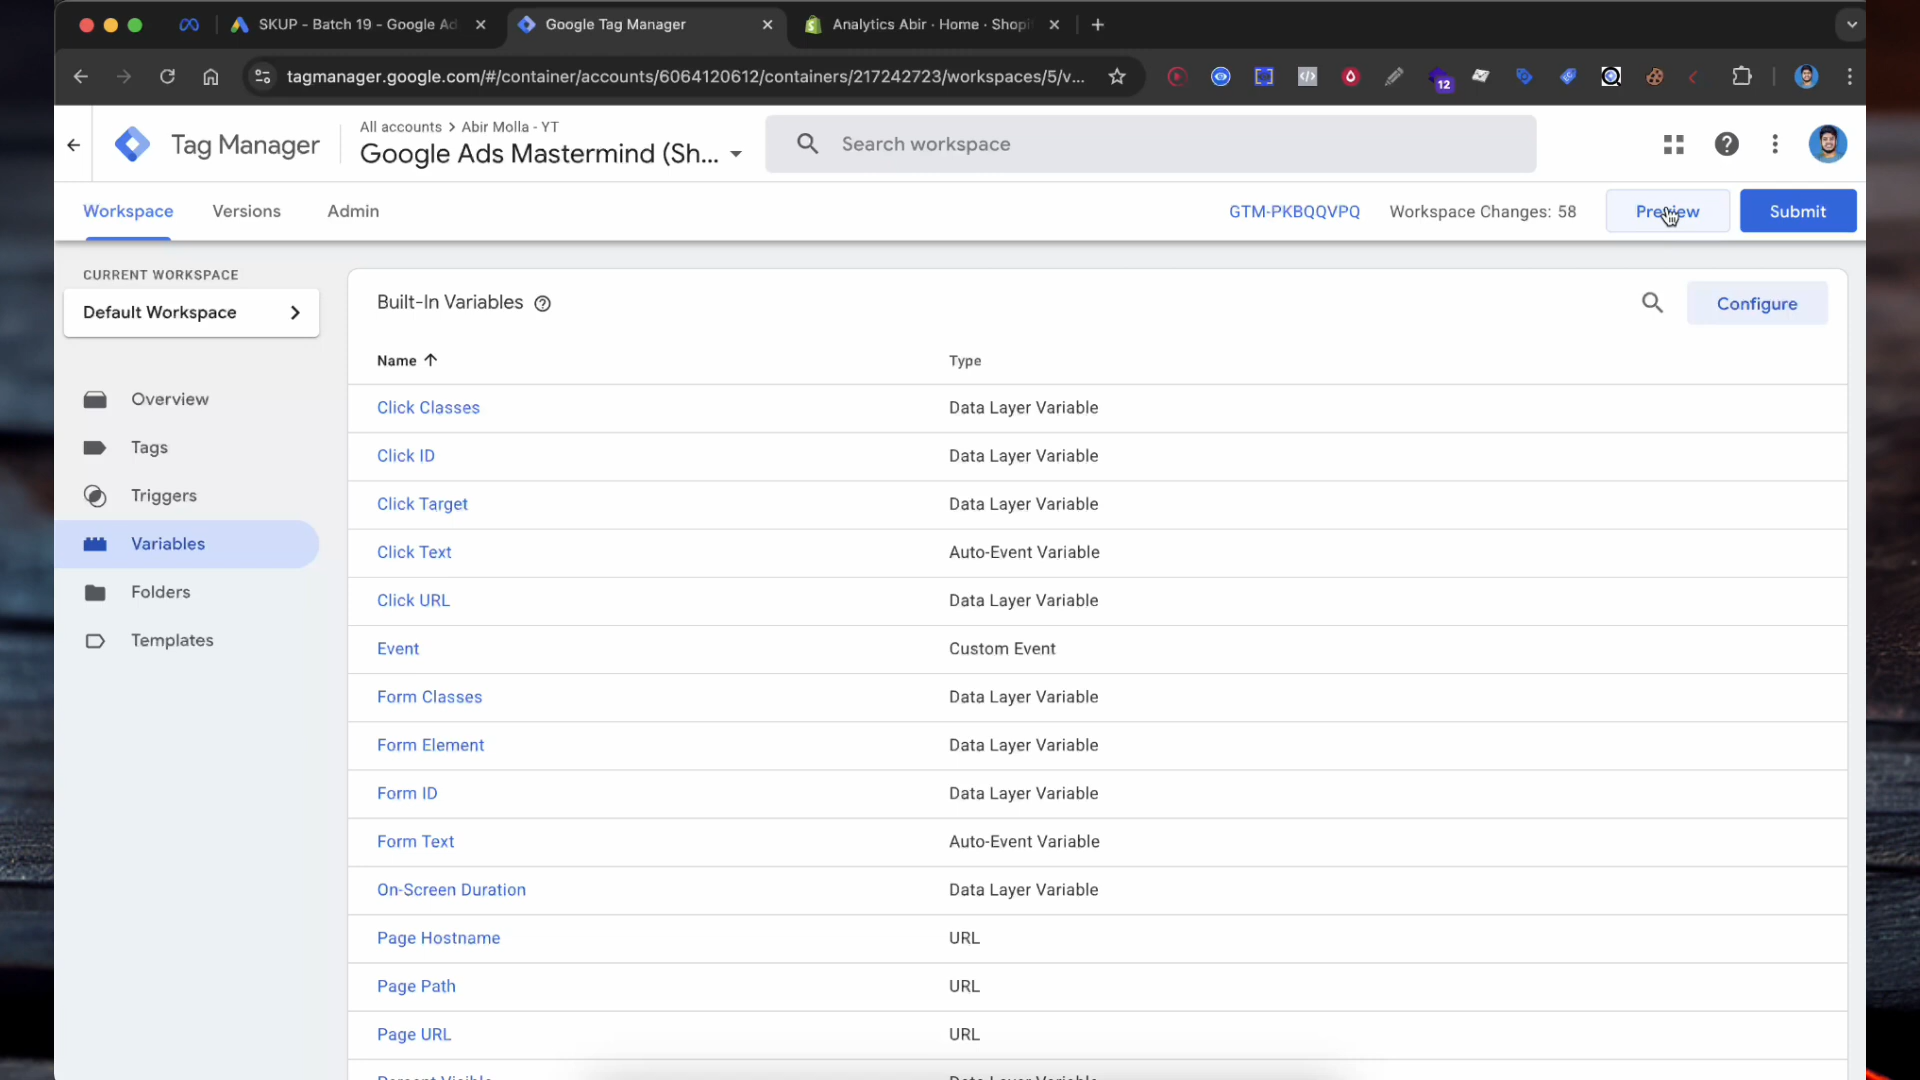 SKUP - Batch 19 - Google Ad
Google Tag Manager
Analytics Abir · Home · Shopi
tagmanager.google.com/#/container/accounts/6064120612/containers/217242723/workspaces/5/v...
12
Tag Manager
All accounts > Abir Molla - YT
Google Ads Mastermind (Sh...
Search workspace
Workspace
Versions
Admin
GTM-PKBQQVPQ
Workspace Changes: 58
Preview
Submit
CURRENT WORKSPACE
Default Workspace
Overview
Tags
Triggers
Variables
Folders
Templates
Built-In Variables
Configure
Name
Type
Click Classes
Data Layer Variable
Click ID
Data Layer Variable
Click Target
Data Layer Variable
Click Text
Auto-Event Variable
Click URL
Data Layer Variable
Event
Custom Event
Form Classes
Data Layer Variable
Form Element
Data Layer Variable
Form ID
Data Layer Variable
Form Text
Auto-Event Variable
On-Screen Duration
Data Layer Variable
Page Hostname
URL
Page Path
URL
Page URL
URL
Percent Visible
Data Layer Variable